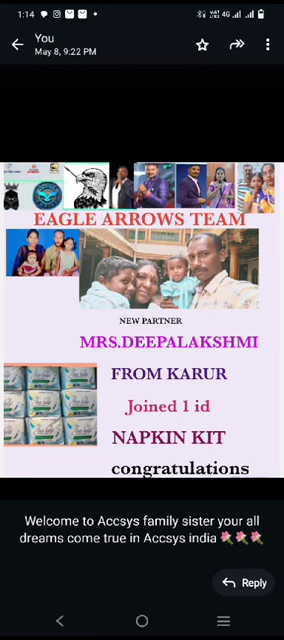 1:14
4G
You
May 8, 9:22 PM
EAGLE ARROWS TEAM
NEW PARTNER
MRS.DEEPALAKSHMI
FROM KARUR
Joined 1 id
NAPKIN KIT
congratulations
Welcome to Accsys family sister your all
dreams come true in Accsys india
Reply